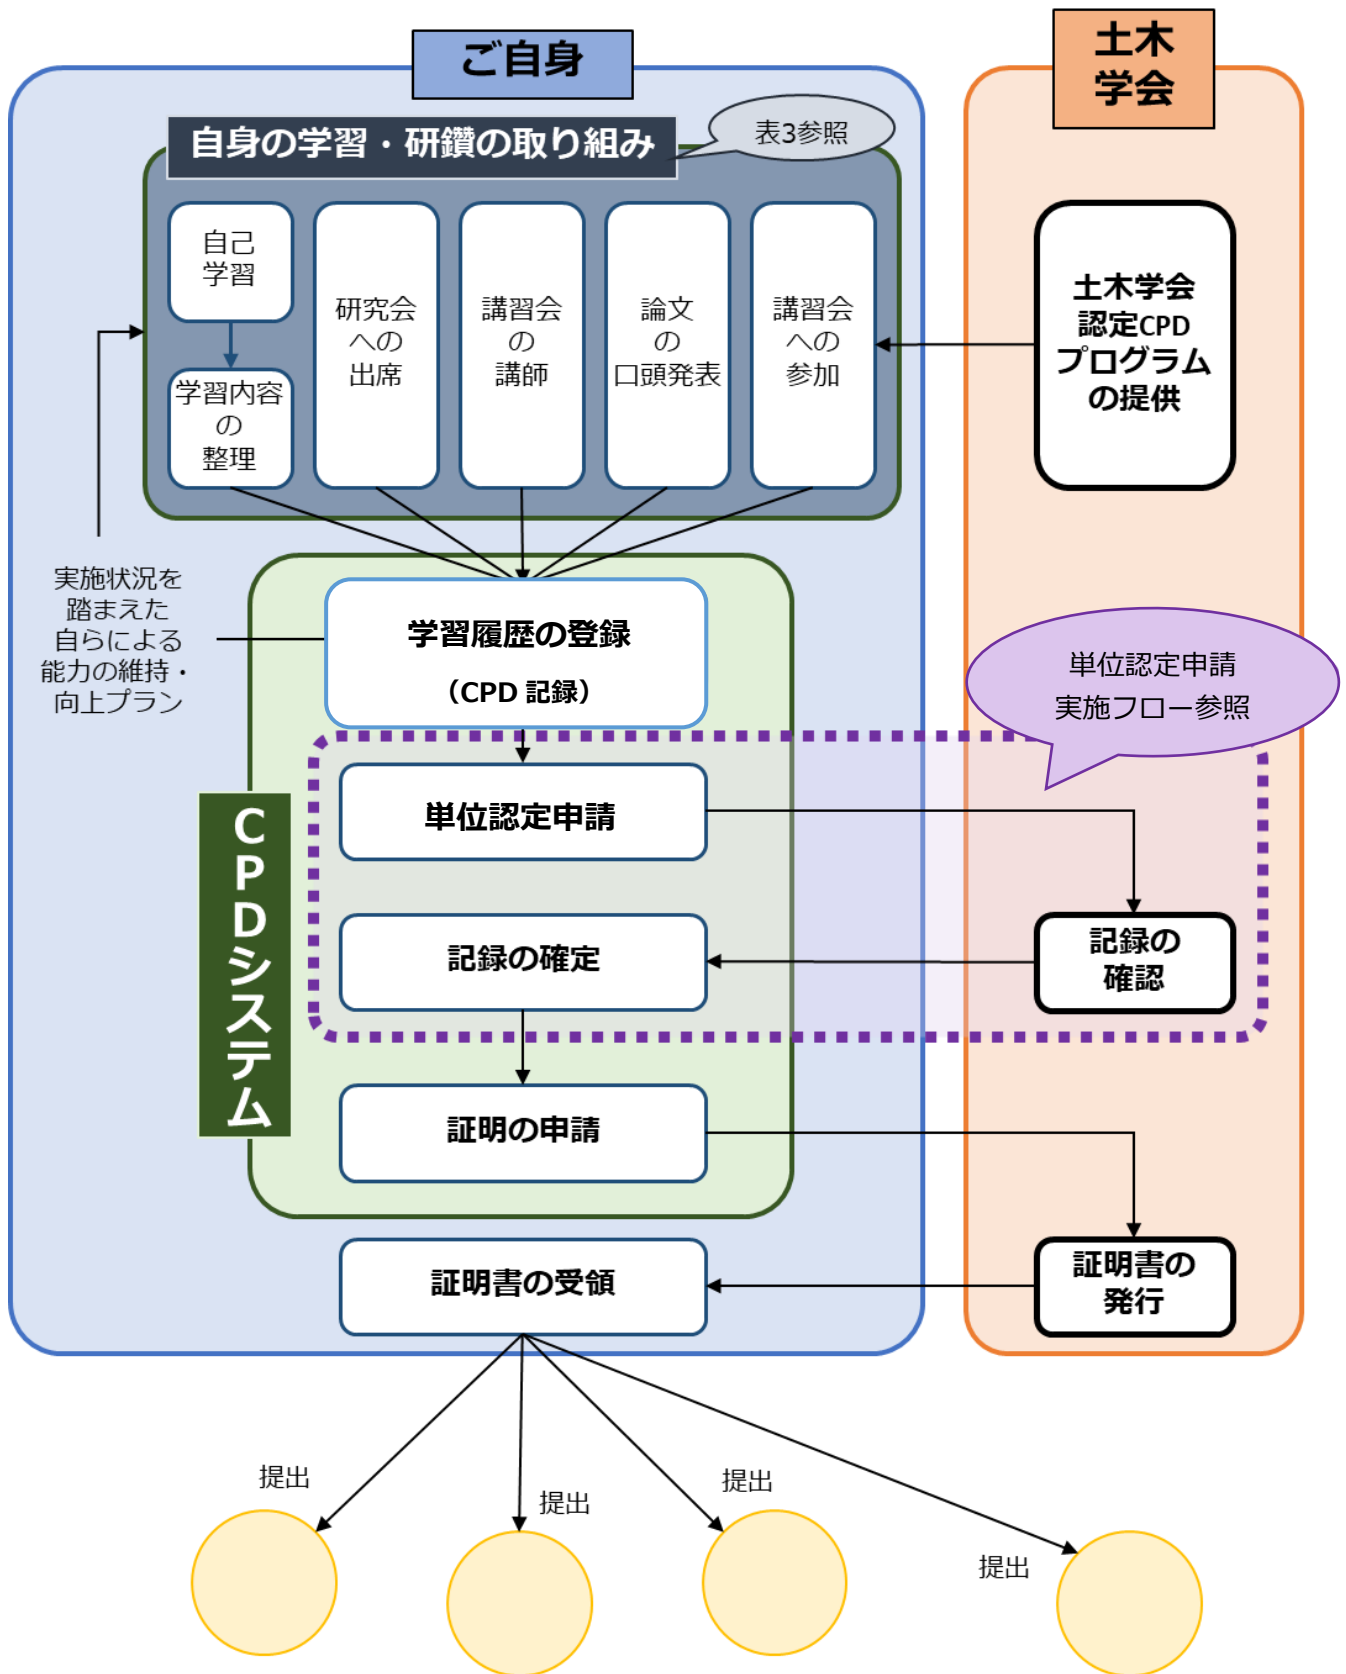 ご自身
土木
学会
自身の学習・研鑽の取り組み
表3参照
自己
学習
学習内容
の
整理
研究会
への
出席
講習会
の
講師
論文
の
口頭発表
講習会
への
参加
土木学会
認定CPD
プログラム
の提供
実施状況を
踏まえた
自らによる
能力の維持・
向上プラン
学習履歴の登録
（CPD 記録）
単位認定申請
実施フロー参照
CPDシステム
単位認定申請
記録の確定
記録の
確認
証明の申請
証明書の受領
証明書の
発行
提出
提出
提出
提出